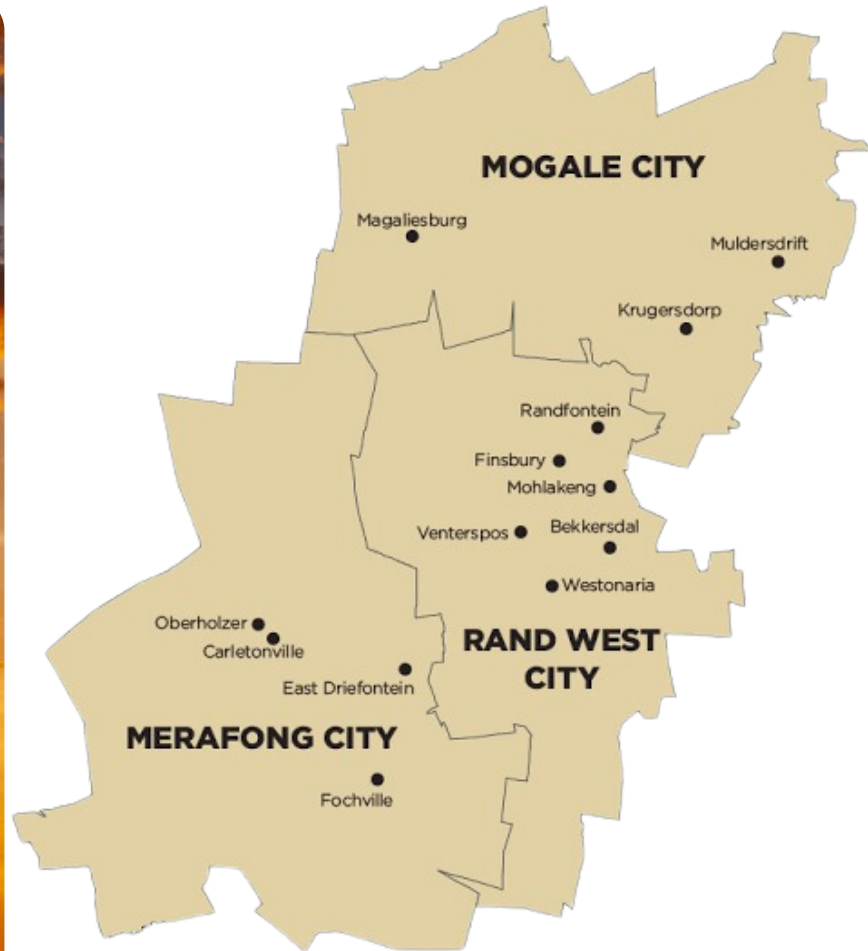 MOGALE CITY
Magaliesburg
Muldersdrift
Krugersdorp
Randfontein
Finsbury
Mohlakeng
Bekkersdal
Venterspos
Westonaria
Oberholzer
RAND WEST
CITY
Carletonville
East Driefontein
MERAFONG CITY
Fochville